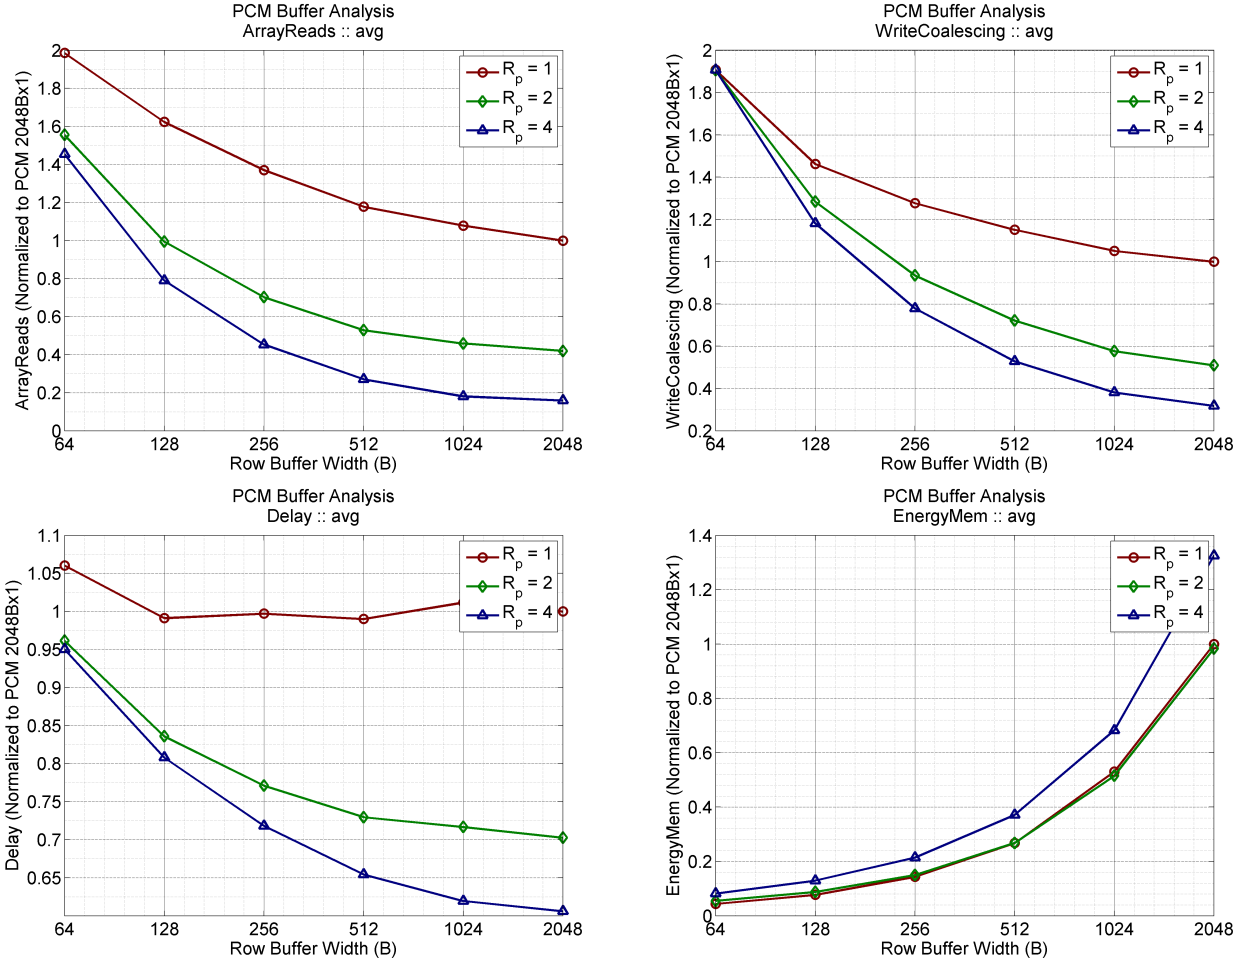 PCM Buffer Analysis
ArrayReads :: avg
2
1.8
1.6
1.4
1.2
1
0.8
0.6
0.4
0.2
0
ArrayReads (Normalized to PCM 2048Bx1)
Rp = 1
Rp = 2
Rp = 4
64 128 256 512 1024 2048
Row Buffer Width (B)
PCM Buffer Analysis
WriteCoalescing :: avg
2
1.8
1.6
1.4
1.2
1
0.8
0.6
0.4
0.2
WriteCoalescing (Normalized to PCM 2048Bx1)
Rp = 1
Rp = 2
Rp = 4
64 128 256 512 1024 2048
Row Buffer Width (B)
PCM Buffer Analysis
Delay :: avg
1.1
1.05
1
0.95
0.9
0.85
0.8
0.75
0.7
0.65
Delay (Normalized to PCM 2048Bx1)
Rp = 1
Rp = 2
Rp = 4
64 128 256 512 1024 2048
Row Buffer Width (B)
PCM Buffer Analysis
EnergyMem :: avg
1.4
1.2
1
0.8
0.6
0.4
0.2
0
EnergyMem (Normalized to PCM 2048Bx1)
Rp = 1
Rp = 2
Rp = 4
64 128 256 512 1024 2048
Row Buffer Width (B)